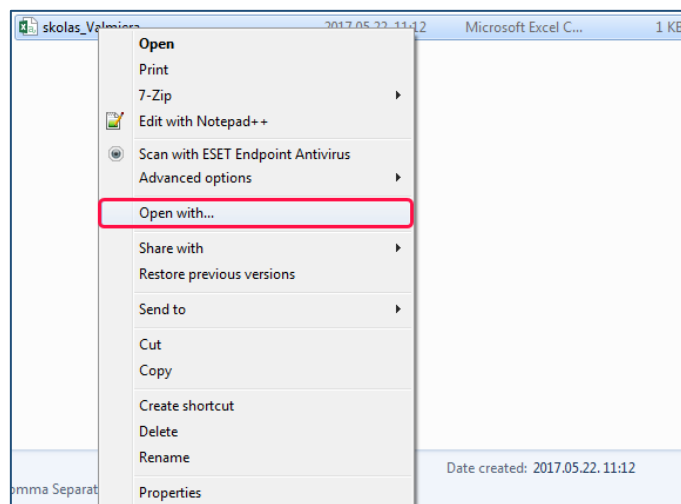 skolas_Valmiera 2017.05.22. 11:12 Microsoft Excel C... 1 KB
Open
Print
7-Zip
Edit with Notepad++
Scan with ESET Endpoint Antivirus
Advanced options
Open with...
Share with
Restore previous versions
Send to
Cut
Copy
Create shortcut
Delete
Rename
Date created: 2017.05.22. 11:12
omma Separat
Properties